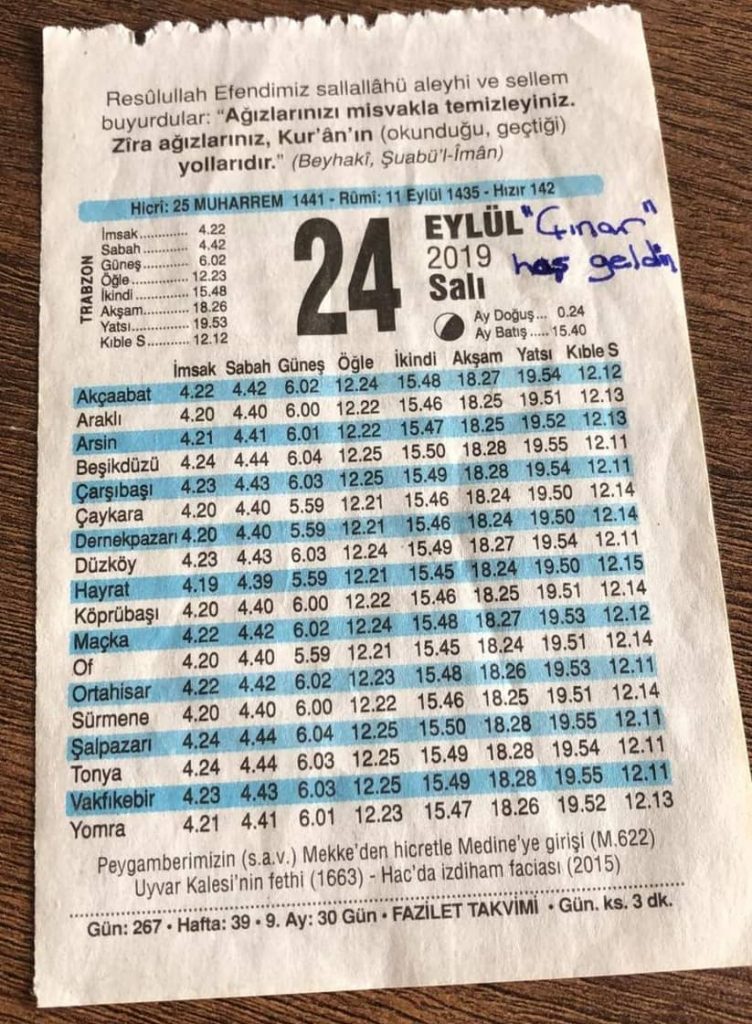 Resûlullah Efendimiz sallallâhü aleyhi ve sellem
buyurdular: “Ağızlarınızı misvakla temizleyiniz.
Zîra ağızlarınız, Kur’ân’ın (okunduğu, geçtiği)
yollarıdır.” (Beyhakî, Şuabü’l-Îmân)
Hicrî: 25 MUHARREM 1441 - Rûmî: 11 Eylül 1435 - Hızır 142
TRABZON
İmsak............ 4.22
Sabah ........... 4.42
Güneş............ 6.02
Öğle............. 12.23
İkindi............ 15.48
Akşam.......... 18.26
Yatsı............. 19.53
Kıble S.......... 12.12
24
EYLÜL
2019
Salı
"Çınar"
hoş geldin
Ay Doğuş... 0.24
Ay Batış ..... 15.40
İmsak Sabah Güneş Öğle İkindi Akşam Yatsı Kıble S
Akçaabat 4.22 4.42 6.02 12.24 15.48 18.27 19.54 12.12
Araklı 4.20 4.40 6.00 12.22 15.46 18.25 19.51 12.13
Arsin 4.21 4.41 6.01 12.22 15.47 18.25 19.52 12.13
Beşikdüzü 4.24 4.44 6.04 12.25 15.50 18.28 19.55 12.11
Çarşıbaşı 4.23 4.43 6.03 12.25 15.49 18.28 19.54 12.11
Çaykara 4.20 4.40 5.59 12.21 15.46 18.24 19.50 12.14
Dernekpazarı 4.20 4.40 5.59 12.21 15.46 18.24 19.50 12.14
Düzköy 4.23 4.43 6.03 12.24 15.49 18.27 19.54 12.11
Hayrat 4.19 4.39 5.59 12.21 15.45 18.24 19.50 12.15
Köprübaşı 4.20 4.40 6.00 12.22 15.46 18.25 19.51 12.14
Maçka 4.22 4.42 6.02 12.24 15.48 18.27 19.53 12.12
Of 4.20 4.40 5.59 12.21 15.45 18.24 19.51 12.14
Ortahisar 4.22 4.42 6.02 12.23 15.48 18.26 19.53 12.11
Sürmene 4.20 4.40 6.00 12.22 15.46 18.25 19.51 12.14
Şalpazarı 4.24 4.44 6.04 12.25 15.50 18.28 19.55 12.11
Tonya 4.24 4.44 6.03 12.25 15.49 18.28 19.54 12.11
Vakfıkebir 4.23 4.43 6.03 12.25 15.49 18.28 19.55 12.11
Yomra 4.21 4.41 6.01 12.23 15.47 18.26 19.52 12.13
Peygamberimizin (s.a.v.) Mekke’den hicretle Medine’ye girişi (M.622)
Uyvar Kalesi’nin fethi (1663) - Hac’da izdiham faciası (2015)
Gün: 267 • Hafta: 39 • 9. Ay: 30 Gün • FAZİLET TAKVİMİ • Gün. ks. 3 dk.